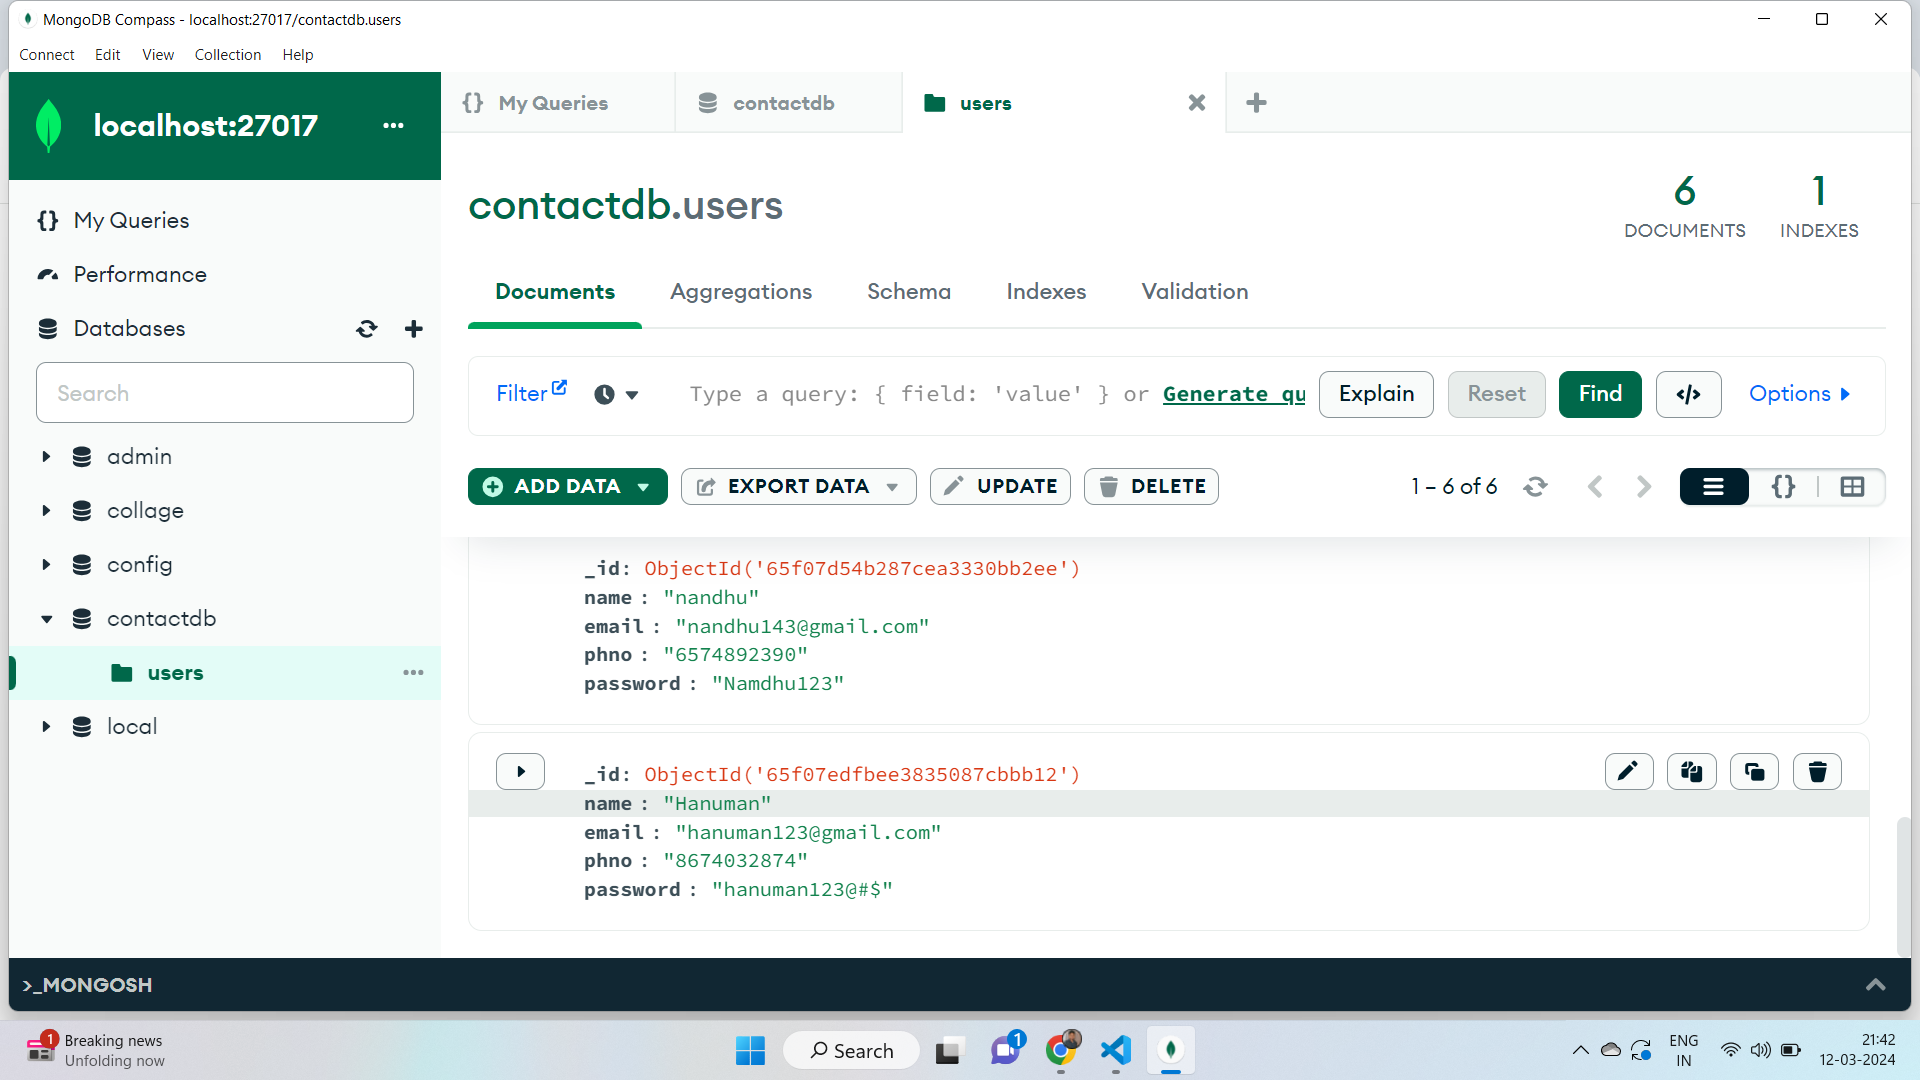 MongoDB Compass - localhost:27017/contactdb.users
Connect Edit View Collection Help
localhost:27017 ...
{} My Queries
contactdb
users
contactdb.users
6
DOCUMENTS
1
INDEXES
{} My Queries
Performance
Databases
Search
admin
collage
config
contactdb
users
local
Documents Aggregations Schema Indexes Validation
Filter
Type a query: { field: 'value' } or Generate qu
Explain
Reset
Find
</>
Options
ADD DATA
EXPORT DATA
UPDATE
DELETE
1 – 6 of 6
{}
_id: ObjectId('65f07d54b287cea3330bb2ee')
name : "nandhu"
email : "nandhu143@gmail.com"
phno : "6574892390"
password : "Namdhu123"
_id: ObjectId('65f07edfbee3835087cbbb12')
name : "Hanuman"
email : "hanuman123@gmail.com"
phno : "8674032874"
password : "hanuman123@#$"
>_MONGOSH
1
Breaking news
Unfolding now
Search
1
ENG
IN
21:42
12-03-2024